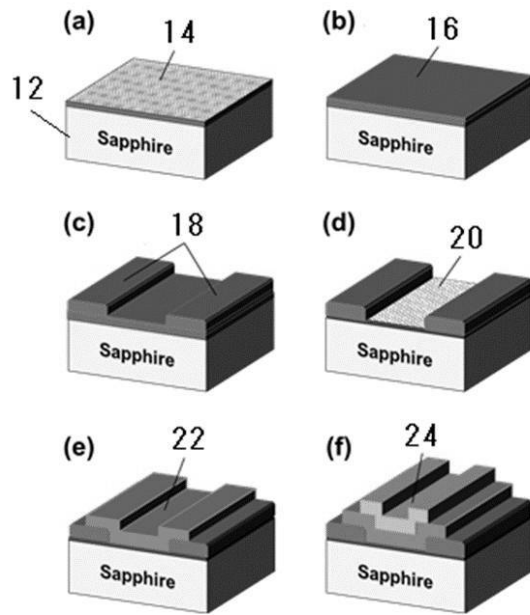 (a)
14
12
Sapphire
(b)
16
Sapphire
(c)
18
Sapphire
(d)
20
Sapphire
(e)
22
Sapphire
(f)
24
Sapphire